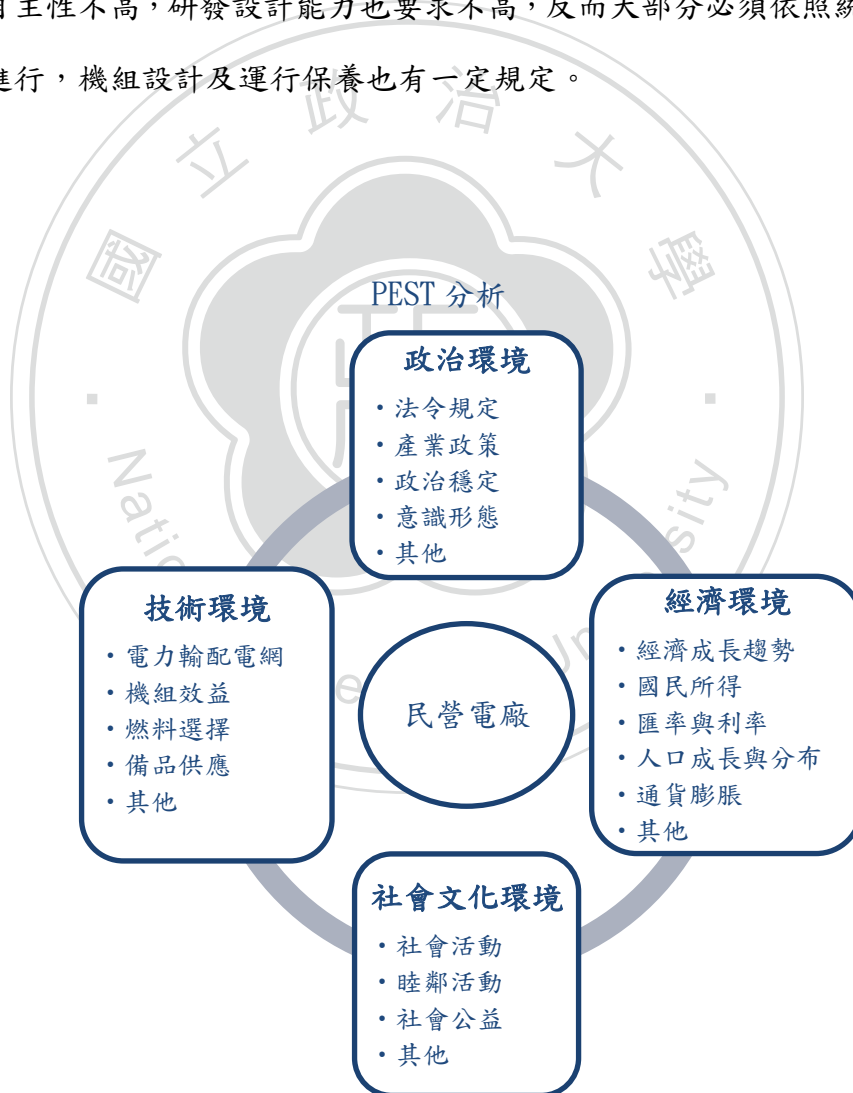 自主性不高，研發設計能力也要求不高，反而大部分必須依照
進行，機組設計及運行保養也有一定規定。
國立政治大學
PEST 分析
政治環境
・法令規定
・產業政策
・政治穩定
・意識形態
・其他
技術環境
・電力輸配電網
・機組效益
・燃料選擇
・備品供應
・其他
民營電廠
經濟環境
・經濟成長趨勢
・國民所得
・匯率與利率
・人口成長與分布
・通貨膨脹
・其他
社會文化環境
・社會活動
・睦鄰活動
・社會公益
・其他